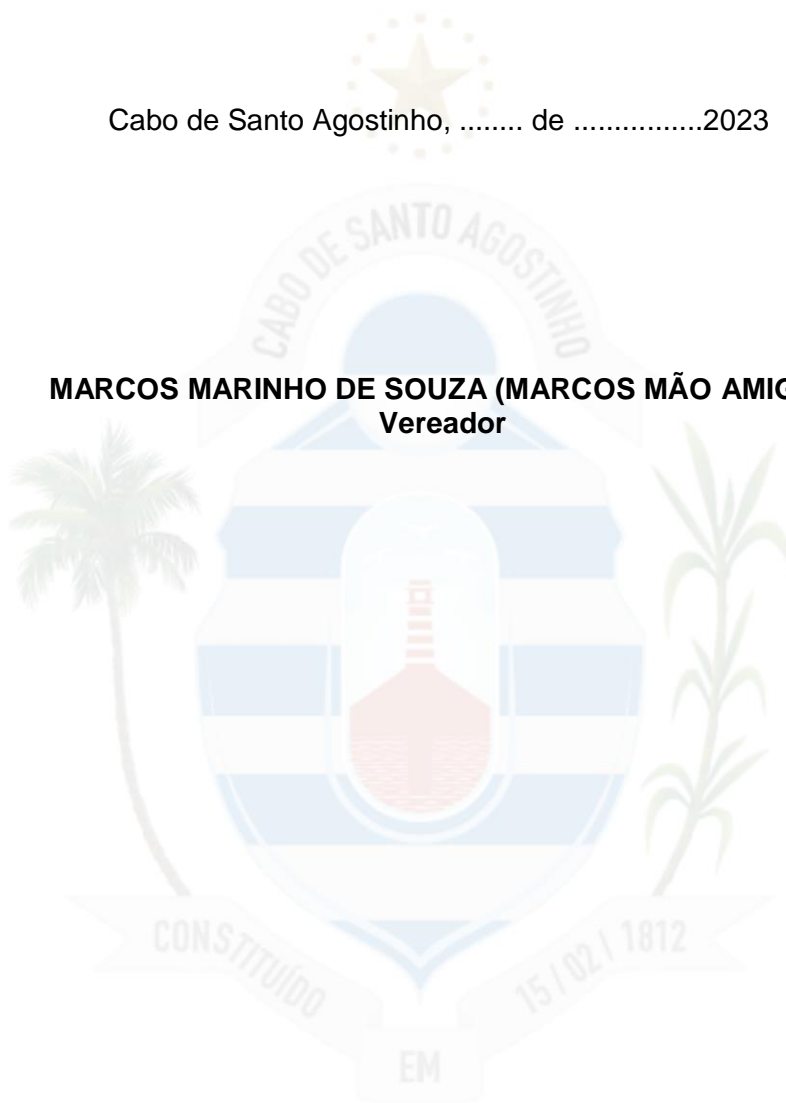 Cabo de Santo Agostinho, ........ de ................2023
CABO DE SANTO AGOSTINHO
MARCOS MARINHO DE SOUZA (MARCOS MÃO AMIG
Vereador
CONSTITUÍDO
EM
15/02/1812